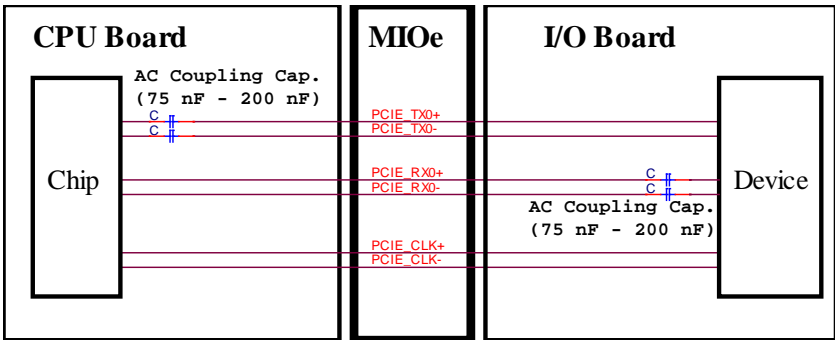 CPU Board
MIOe
I/O Board
AC Coupling Cap.
(75 nF - 200 nF)
C
C
PCIE_TX0+
PCIE_TX0-
Chip
PCIE_RX0+
PCIE_RX0-
C
C
Device
AC Coupling Cap.
(75 nF - 200 nF)
PCIE_CLK+
PCIE_CLK-